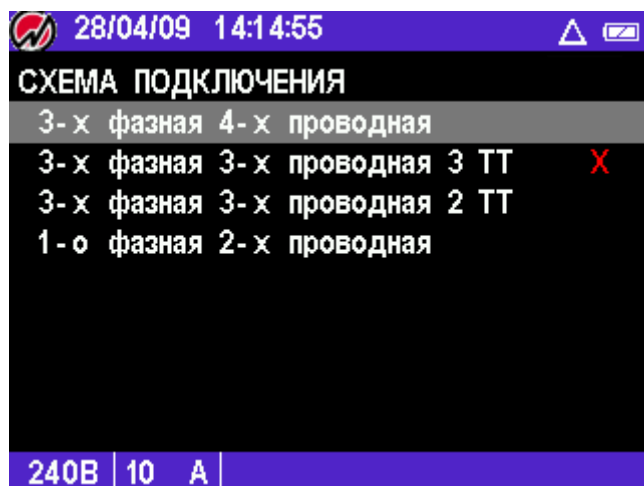 28/04/09 14:14:55
СХЕМА ПОДКЛЮЧЕНИЯ
3-х фазная 4-х проводная
3-х фазная 3-х проводная 3 ТТ X
3-х фазная 3-х проводная 2 ТТ
1-о фазная 2-х проводная
240В 10 А